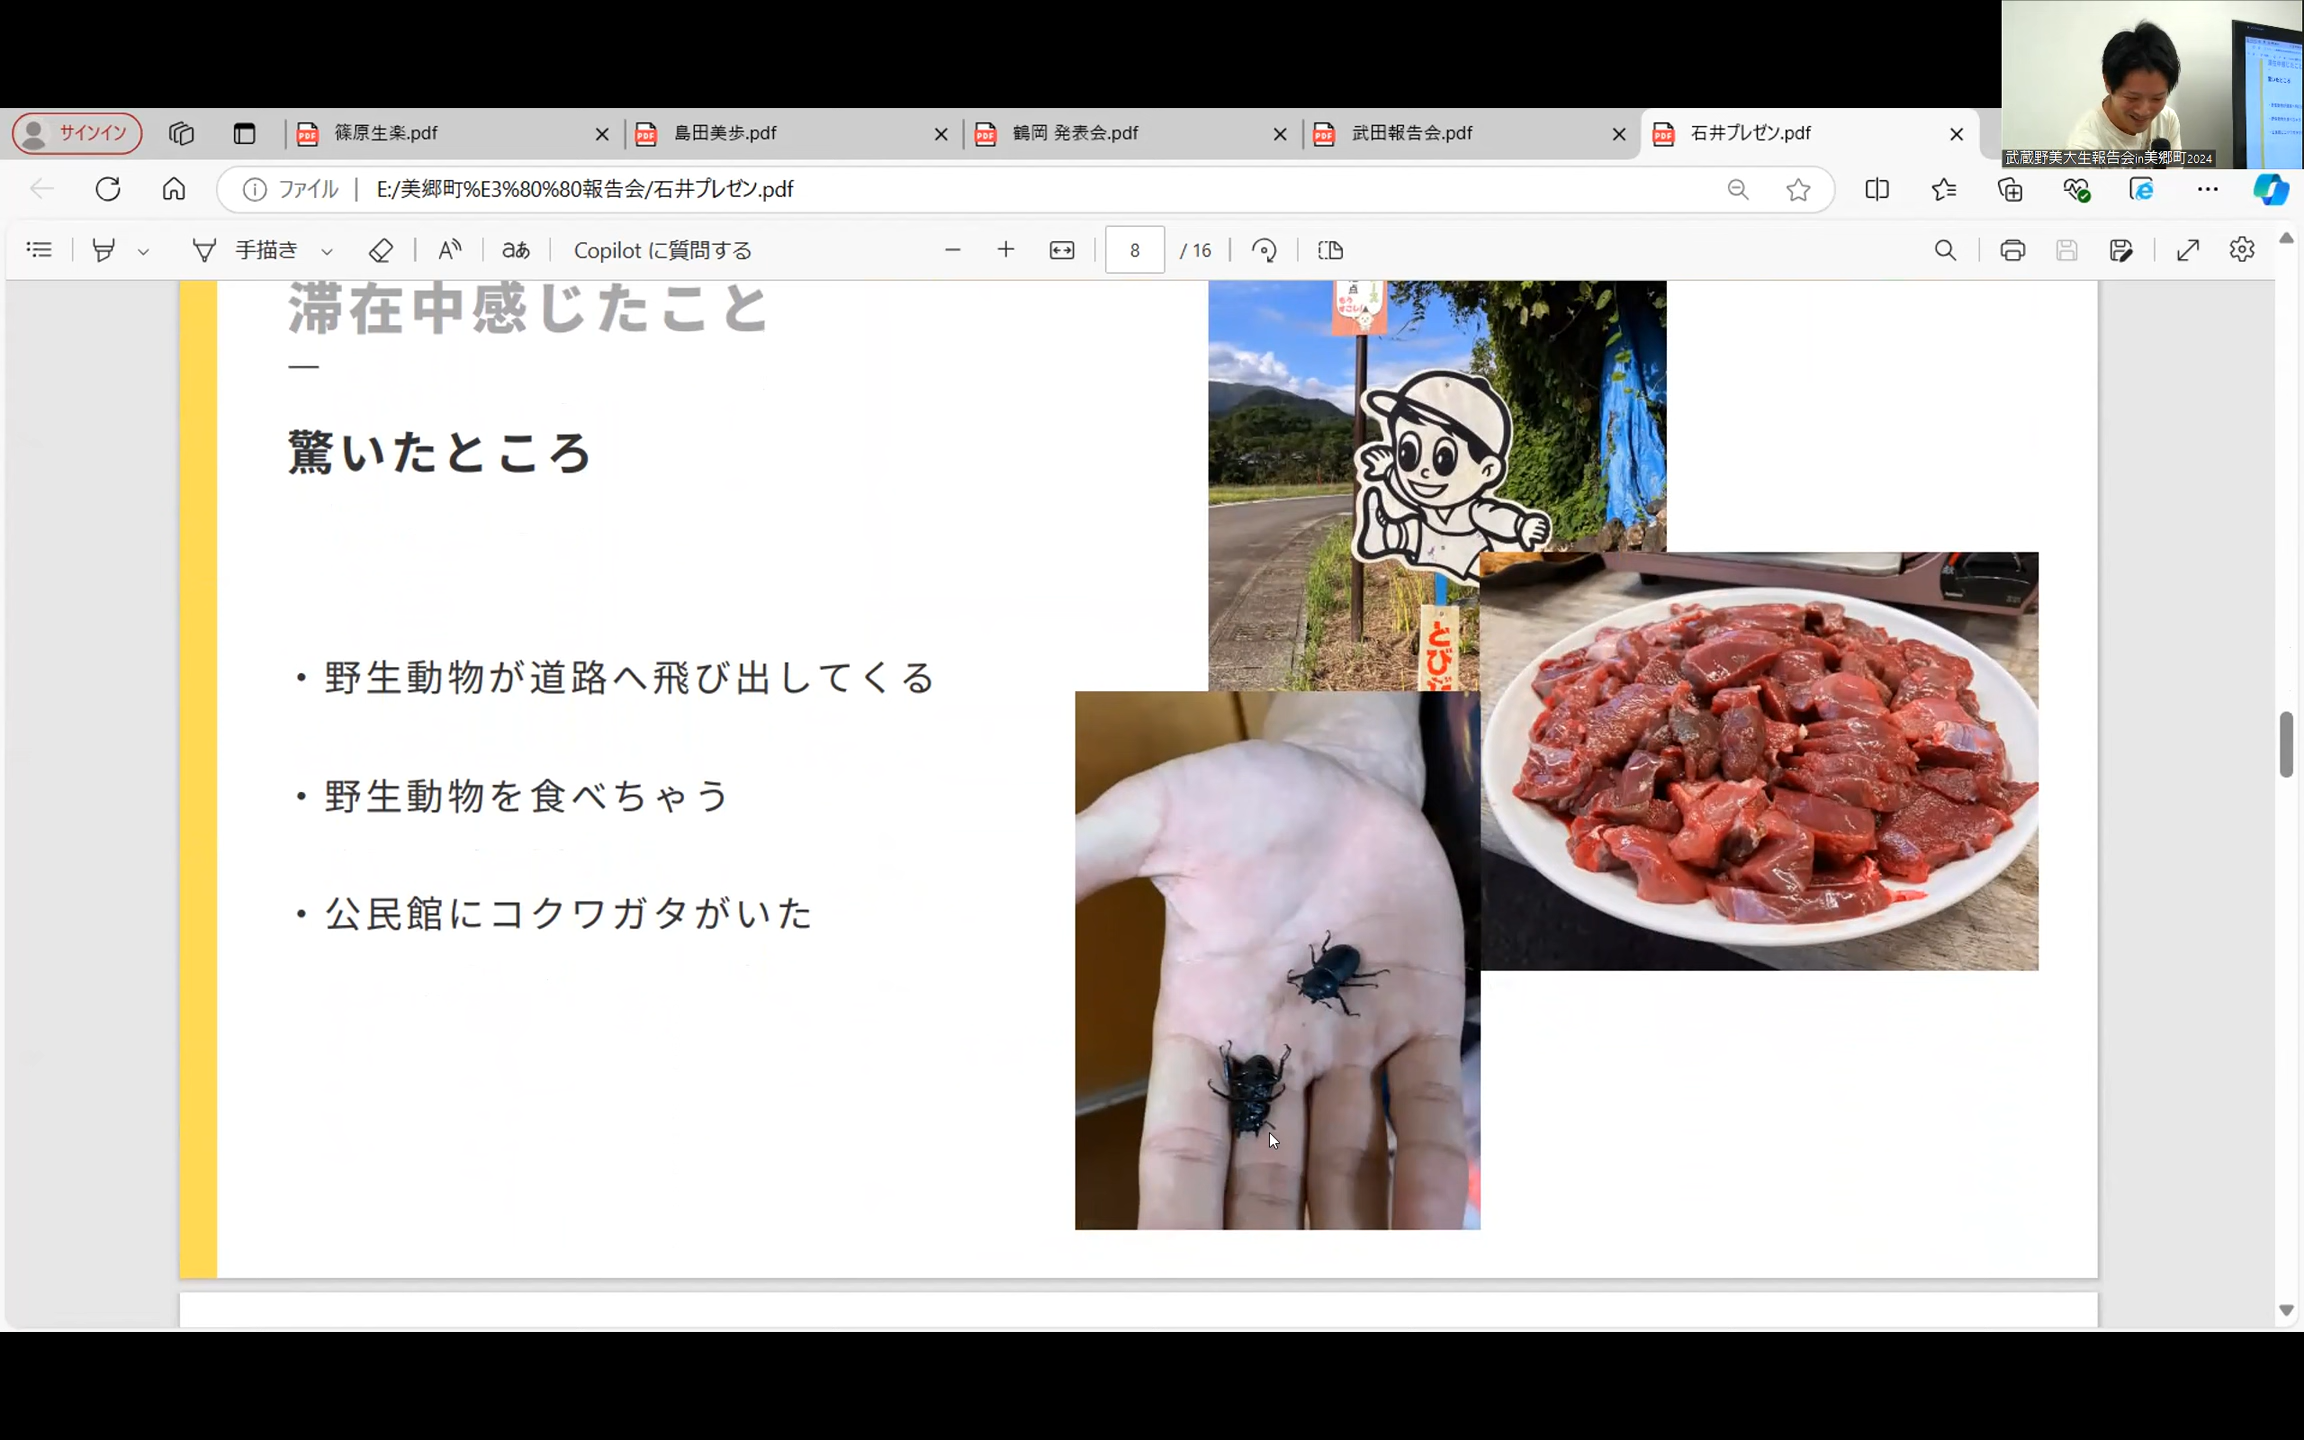 武蔵野美大生報告会in美郷町2024
サインイン
篠原生楽.pdf
島田美歩.pdf
鶴岡 発表会.pdf
武田報告会.pdf
石井プレゼン.pdf
ファイル
E:/美郷町%E3%80%80報告会/石井プレゼン.pdf
手描き
aあ
Copilot に質問する
8
/ 16
滞在中感じたこと
驚いたところ
・野生動物が道路へ飛び出してくる
・野生動物を食べちゃう
・公民館にコクワガタがいた
とび